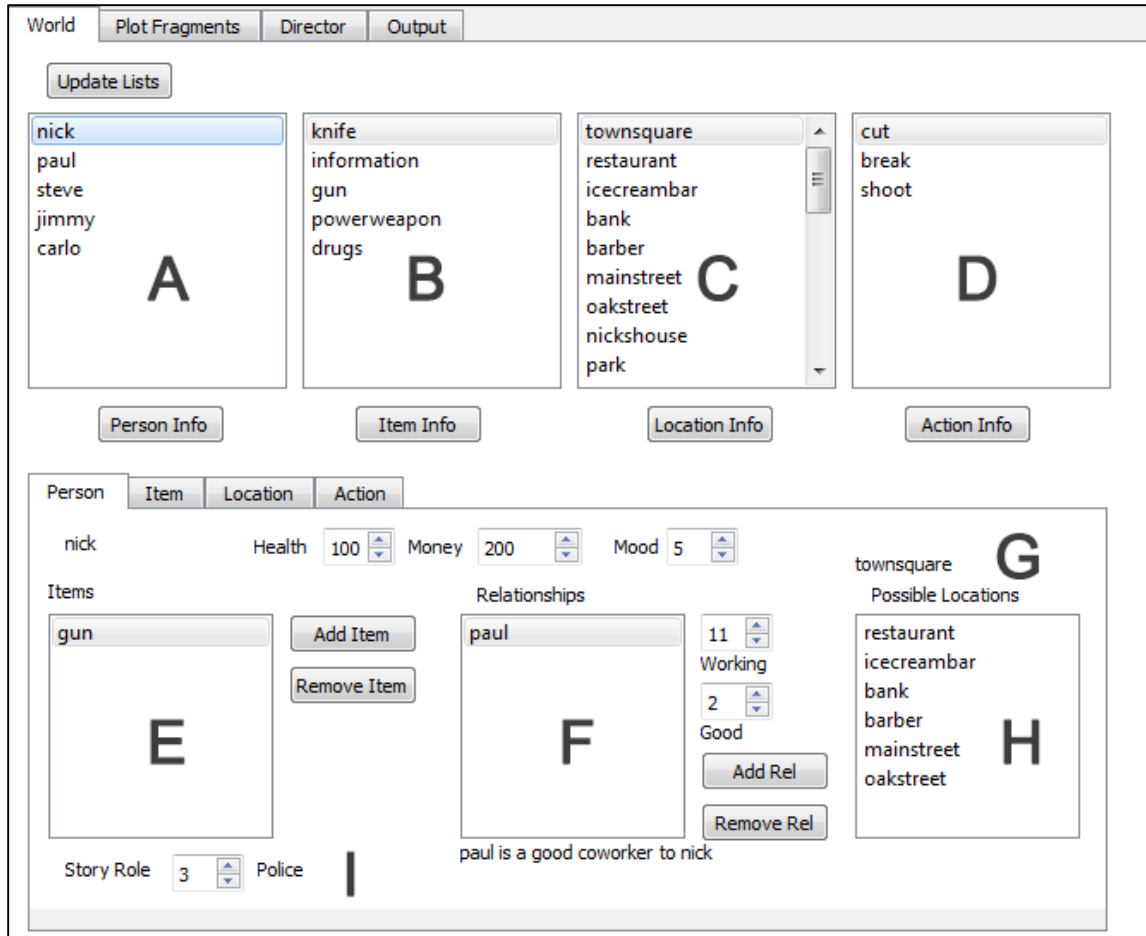 World Plot Fragments Director Output
Update Lists
nick
paul
steve
jimmy
carlo
A
knife
information
gun
powerweapon
drugs
B
townsquare
restaurant
icecreambar
bank
barber
mainstreet
oakstreet
nickshouse
park
C
cut
break
shoot
D
Person Info Item Info Location Info Action Info
Person Item Location Action
nick Health 100 Money 200 Mood 5
townsquare G
Items
gun
E
Add Item
Remove Item
Relationships
paul
F
11
Working
2
Good
Add Rel
Remove Rel
paul is a good coworker to nick
Possible Locations
restaurant
icecreambar
bank
barber
mainstreet
oakstreet
H
Story Role 3 Police I